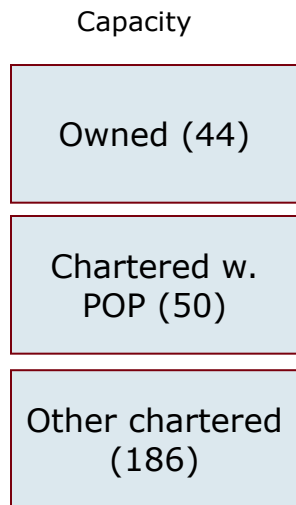 Capacity
Owned (44)
Chartered w.
POP (50)
Other chartered
(186)